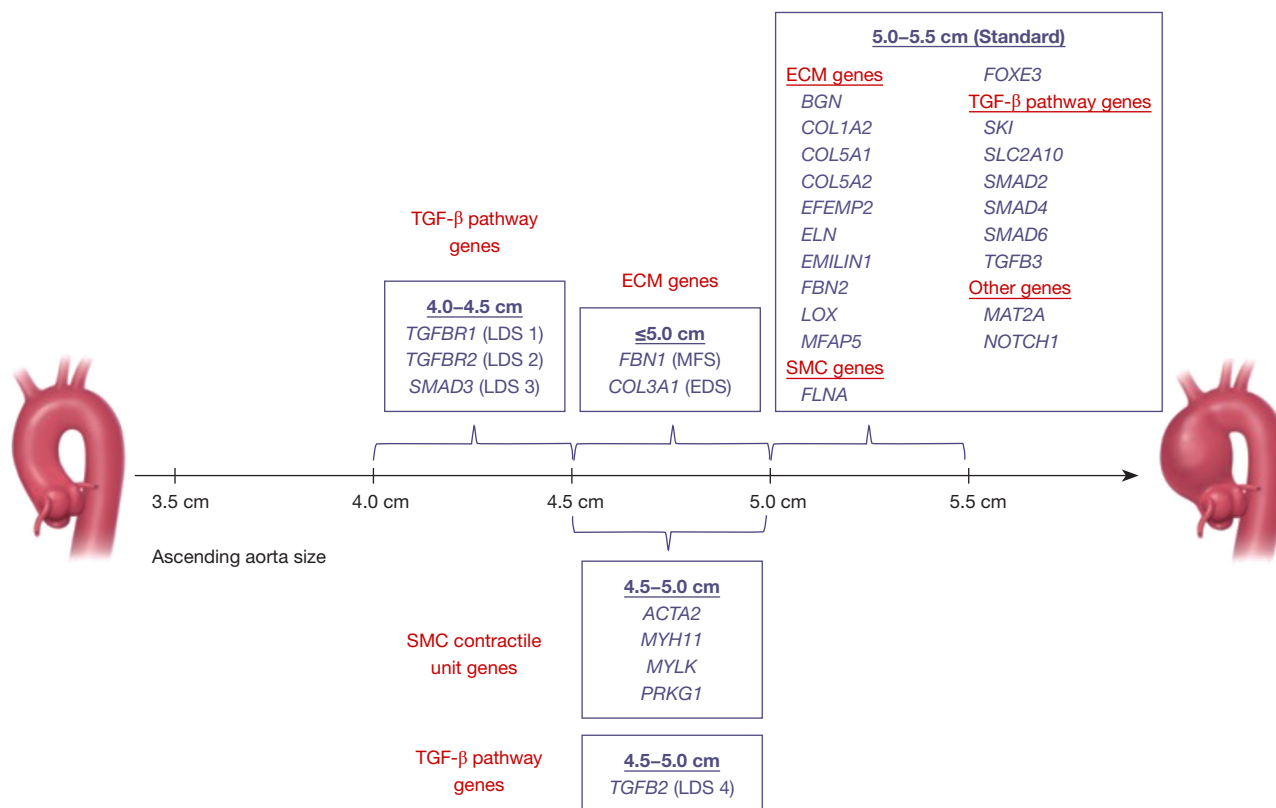 5.0–5.5 cm (Standard)
ECM genes
BGN
COL1A2
COL5A1
COL5A2
EFEMP2
ELN
EMILIN1
FBN2
LOX
MFAP5
SMC genes
FLNA
FOXE3
TGF-β pathway genes
SKI
SLC2A10
SMAD2
SMAD4
SMAD6
TGFB3
Other genes
MAT2A
NOTCH1
TGF-β pathway
genes
4.0–4.5 cm
TGFBR1 (LDS 1)
TGFBR2 (LDS 2)
SMAD3 (LDS 3)
ECM genes
≤5.0 cm
FBN1 (MFS)
COL3A1 (EDS)
3.5 cm
4.0 cm
4.5 cm
5.0 cm
5.5 cm
Ascending aorta size
SMC contractile
unit genes
4.5–5.0 cm
ACTA2
MYH11
MYLK
PRKG1
TGF-β pathway
genes
4.5–5.0 cm
TGFB2 (LDS 4)